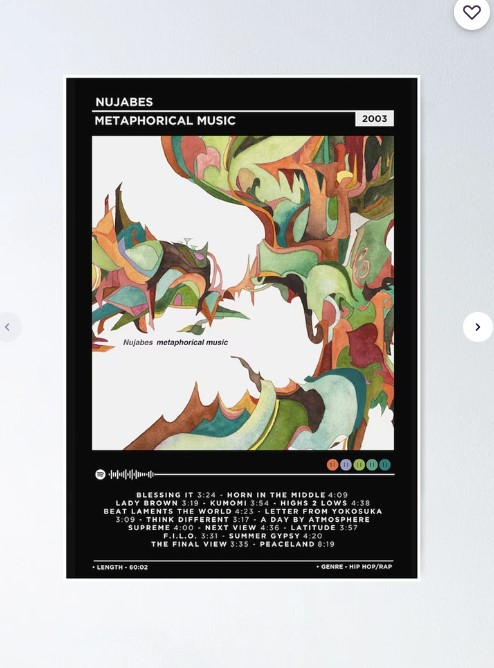 NUJABES
METAPHORICAL MUSIC
2003
Nujabes metaphorical music
BLESSING IT 3:24 - HORN IN THE MIDDLE 4:09
LADY BROWN 3:19 - KUMOMI 3:54 - HIGHS 2 LOWS 4:38
BEAT LAMENTS THE WORLD 4:23 - LETTER FROM YOKOSUKA
3:09 - THINK DIFFERENT 3:17 - A DAY BY ATMOSPHERE
SUPREME 4:00 - NEXT VIEW 4:36 - LATITUDE 3:57
F.I.L.O. 3:31 - SUMMER GYPSY 4:20
THE FINAL VIEW 3:35 - PEACELAND 8:19
• LENGTH - 60:02
• GENRE - HIP HOP/RAP